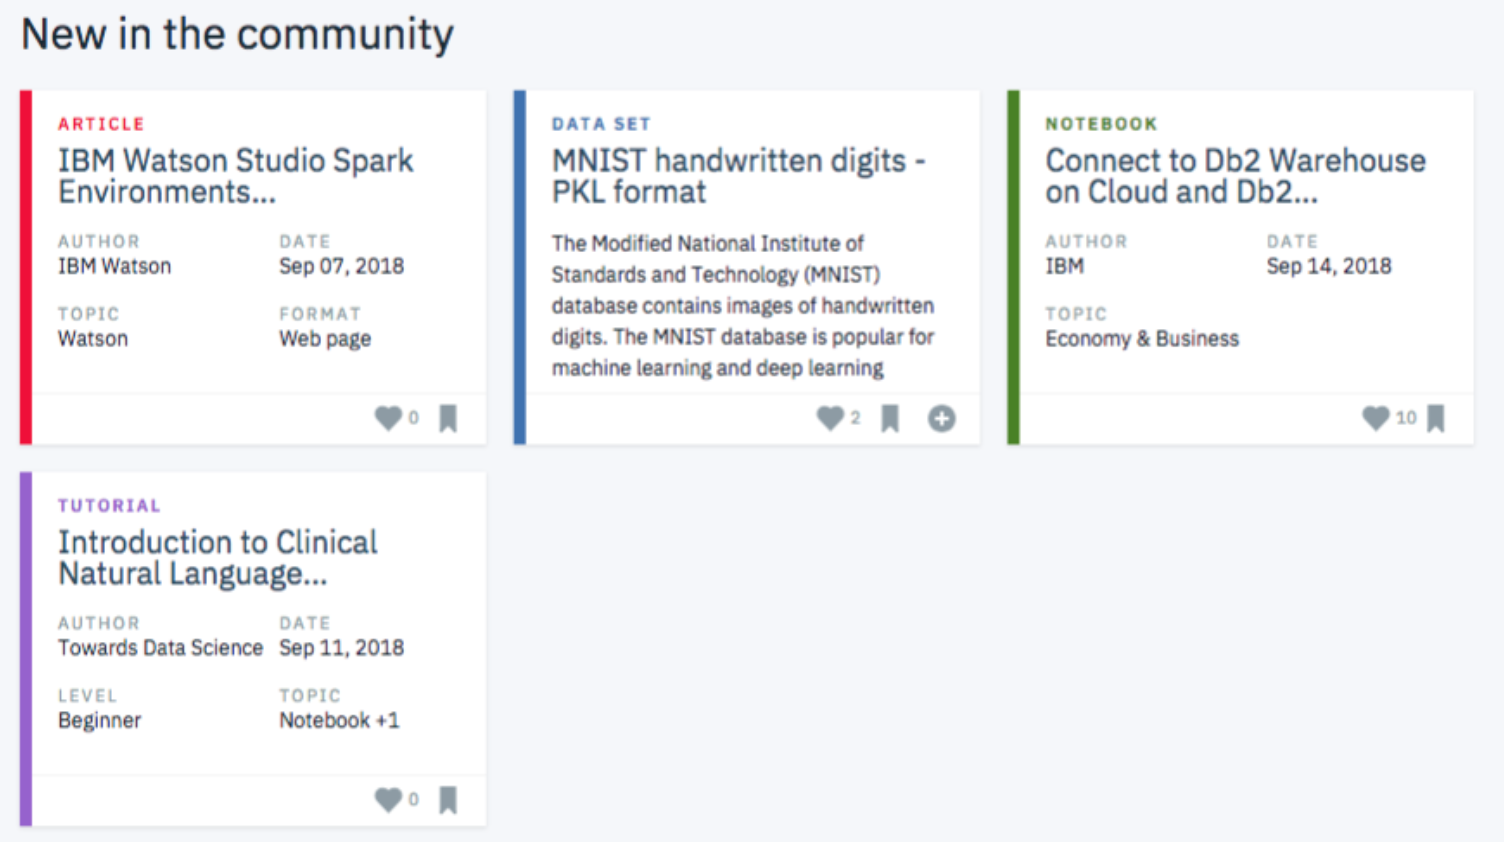 New in the community
ARTICLE
IBM Watson Studio Spark
Environments...
AUTHOR DATE
IBM Watson Sep 07, 2018
TOPIC FORMAT
Watson Web page
0
DATA SET
MNIST handwritten digits -
PKL format
The Modified National Institute of
Standards and Technology (MNIST)
database contains images of handwritten
digits. The MNIST database is popular for
machine learning and deep learning
2
NOTEBOOK
Connect to Db2 Warehouse
on Cloud and Db2...
AUTHOR DATE
IBM Sep 14, 2018
TOPIC
Economy & Business
10
TUTORIAL
Introduction to Clinical
Natural Language...
AUTHOR DATE
Towards Data Science Sep 11, 2018
LEVEL TOPIC
Beginner Notebook +1
0